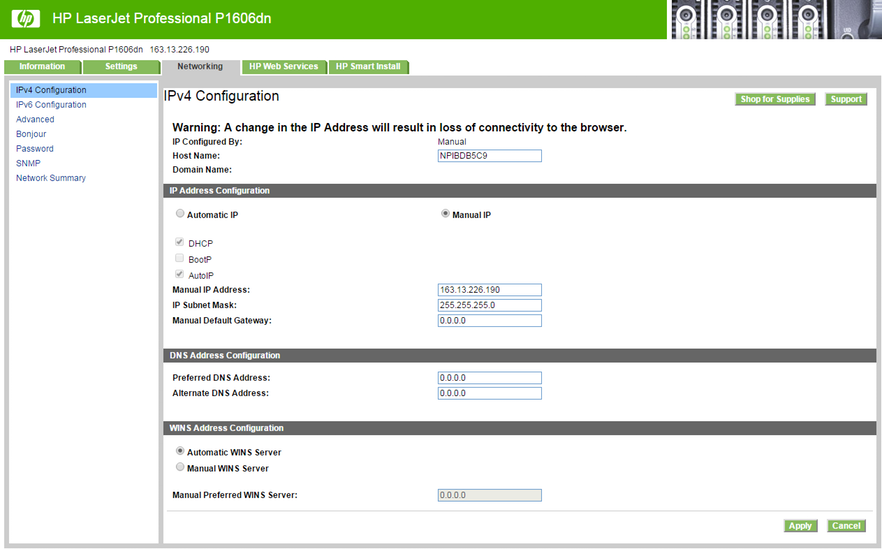 hp HP LaserJet Professional P1606dn
HP LaserJet Professional P1606dn 163.13.226.190
Information Settings Networking HP Web Services HP Smart Install
IPv4 Configuration
IPv6 Configuration
Advanced
Bonjour
Password
SNMP
Network Summary
IPv4 Configuration
Shop for Supplies Support
Warning: A change in the IP Address will result in loss of connectivity to the browser.
IP Configured By: Manual
Host Name: NPIBDB5C9
Domain Name:
IP Address Configuration
Automatic IP Manual IP
DHCP
BootP
AutoIP
Manual IP Address: 163.13.226.190
IP Subnet Mask: 255.255.255.0
Manual Default Gateway: 0.0.0.0
DNS Address Configuration
Preferred DNS Address: 0.0.0.0
Alternate DNS Address: 0.0.0.0
WINS Address Configuration
Automatic WINS Server
Manual WINS Server
Manual Preferred WINS Server: 0.0.0.0
Apply Cancel